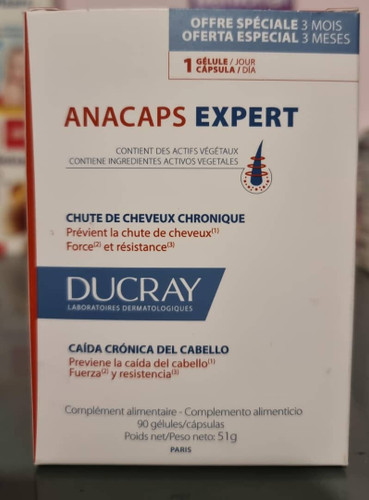 OFFRE SPÉCIALE 3 MOIS
OFERTA ESPECIAL 3 MESES
1 GÉLULE / JOUR
CÁPSULA / DÍA
ANACAPS EXPERT
CONTIENT DES ACTIFS VÉGÉTAUX
CONTIENE INGREDIENTES ACTIVOS VEGETALES
CHUTE DE CHEVEUX CHRONIQUE
Prévient la chute de cheveux(1)
Force(2) et résistance(3)
DUCRAY
LABORATOIRES DERMATOLOGIQUES
CAÍDA CRÓNICA DEL CABELLO
Previene la caída del cabello(1)
Fuerza(2) y resistencia(3)
Complément alimentaire - Complemento alimenticio
90 gélules/cápsulas
Poids net/Peso neto: 51g
PARIS